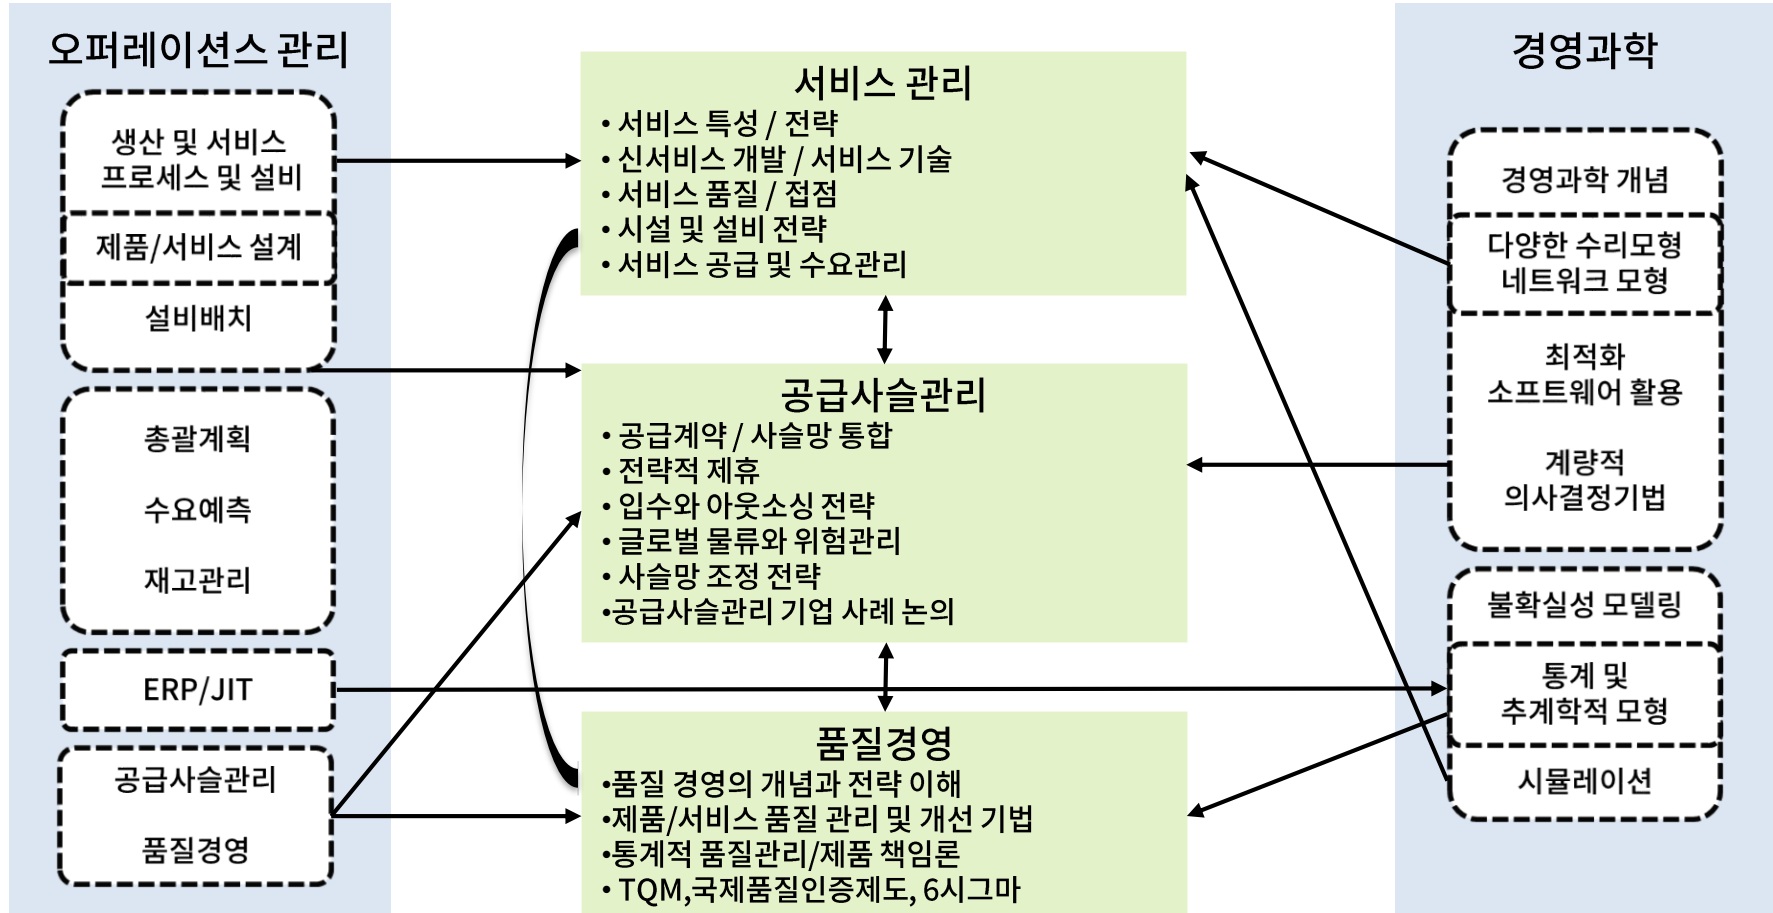 오퍼레이션스 관리
생산 및 서비스
프로세스 및 설비
제품/서비스 설계
설비배치
총괄계획
수요예측
재고관리
ERP/JIT
공급사슬관리
품질경영
서비스 관리
• 서비스 특성 / 전략
• 신서비스 개발 / 서비스 기술
• 서비스 품질 / 접점
• 시설 및 설비 전략
• 서비스 공급 및 수요관리
공급사슬관리
• 공급계약 / 사슬망 통합
• 전략적 제휴
• 입수와 아웃소싱 전략
• 글로벌 물류와 위험관리
• 사슬망 조정 전략
•공급사슬관리 기업 사례 논의
품질경영
•품질 경영의 개념과 전략 이해
•제품/서비스 품질 관리 및 개선 기법
•통계적 품질관리/제품 책임론
• TQM,국제품질인증제도, 6시그마
경영과학
경영과학 개념
다양한 수리모형
네트워크 모형
최적화
소프트웨어 활용
계량적
의사결정기법
불확실성 모델링
통계 및
추계학적 모형
시뮬레이션